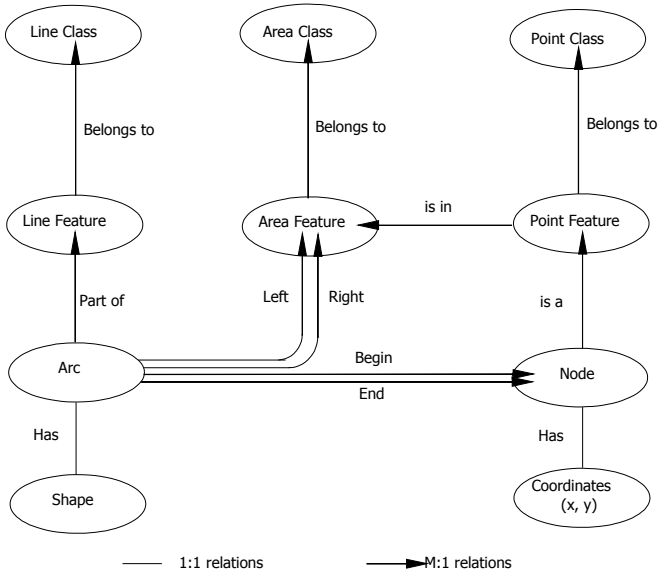 Line Class
Area Class
Point Class
Belongs to
Belongs to
Belongs to
Line Feature
Area Feature
is in
Point Feature
Part of
Left
Right
is a
Arc
Begin
Node
End
Has
Has
Shape
Coordinates
(x, y)
1:1 relations
M:1 relations